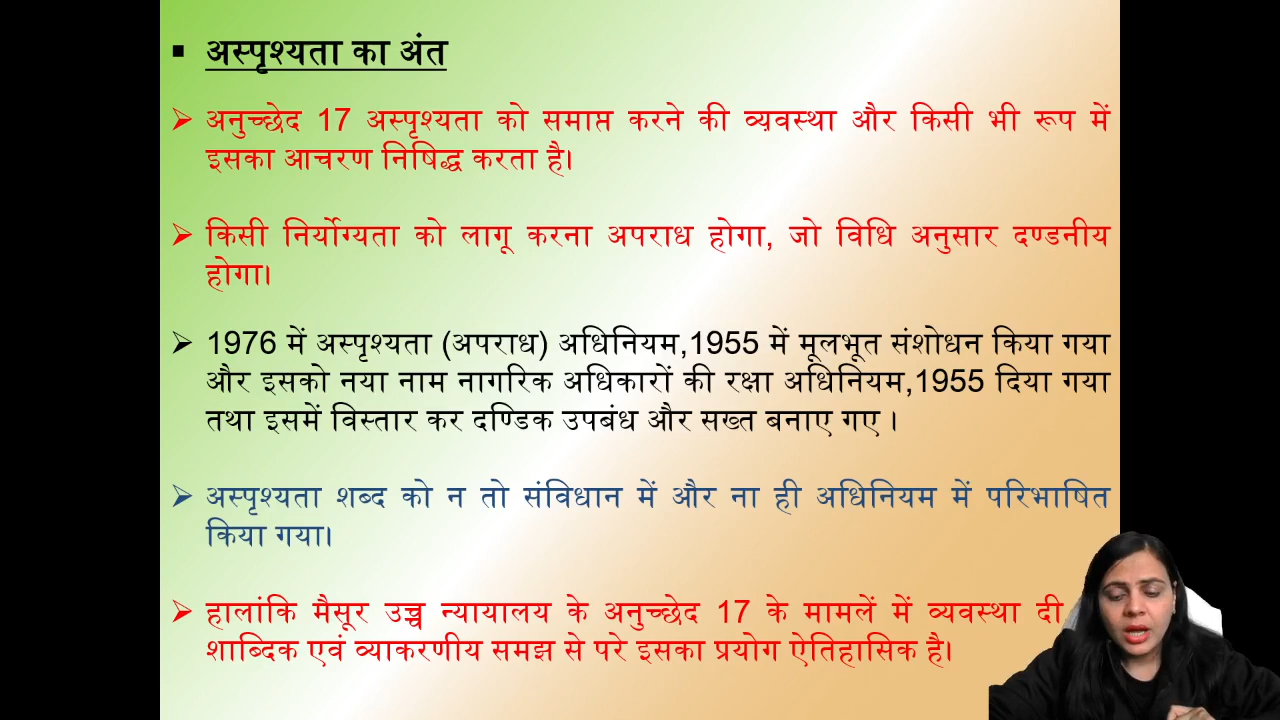 ▪ अस्पृश्यता का अंत
➢ अनुच्छेद 17 अस्पृश्यता को समाप्त करने की व्य़वस्था और किसी भी रूप में
इसका आचरण निषिद्ध करता है।
➢ किसी निर्योग्यता को लागू करना अपराध होगा, जो विधि अनुसार दण्डनीय
होगा।
➢ 1976 में अस्पृश्यता (अपराध) अधिनियम,1955 में मूलभूत संशोधन किया गया
और इसको नया नाम नागरिक अधिकारों की रक्षा अधिनियम,1955 दिया गया
तथा इसमें विस्तार कर दण्डिक उपबंध और सख्त बनाए गए ।
➢ अस्पृश्यता शब्द को न तो संविधान में और ना ही अधिनियम में परिभाषित
किया गया।
➢ हालांकि मैसूर उच्च न्यायालय के अनुच्छेद 17 के मामलें में व्यवस्था दी
शाब्दिक एवं व्याकरणीय समझ से परे इसका प्रयोग ऐतिहासिक है।